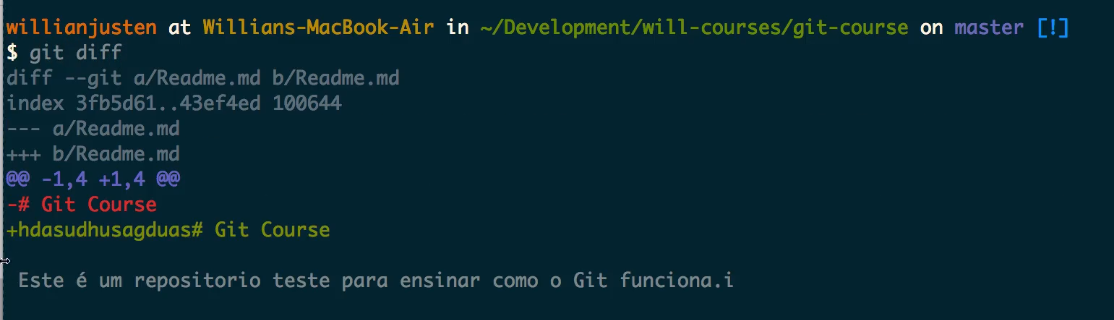 willianjusten at Willians-MacBook-Air in ~/Development/will-courses/git-course on master [!]
$ git diff
diff --git a/Readme.md b/Readme.md
index 3fb5d61..43ef4ed 100644
--- a/Readme.md
+++ b/Readme.md
@@ -1,4 +1,4 @@
-# Git Course
+hdasudhusagduas# Git Course
Este é um repositorio teste para ensinar como o Git funciona.i